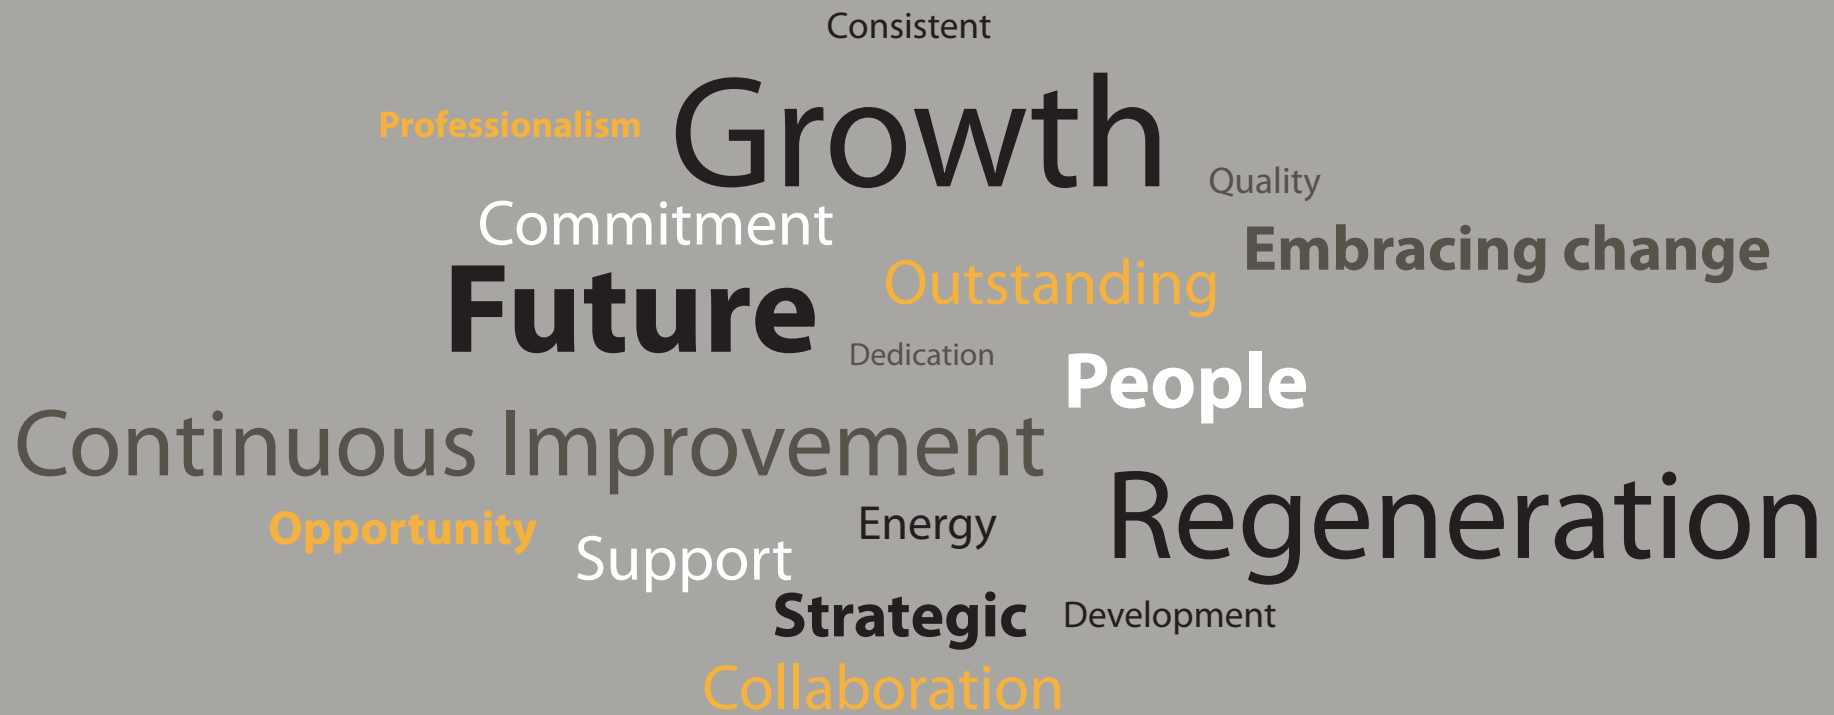 Consistent
Professionalism
Growth
Quality
Commitment
Embracing change
Outstanding
Future
Dedication
People
Continuous Improvement
Regeneration
Opportunity
Energy
Support
Strategic
Development
Collaboration